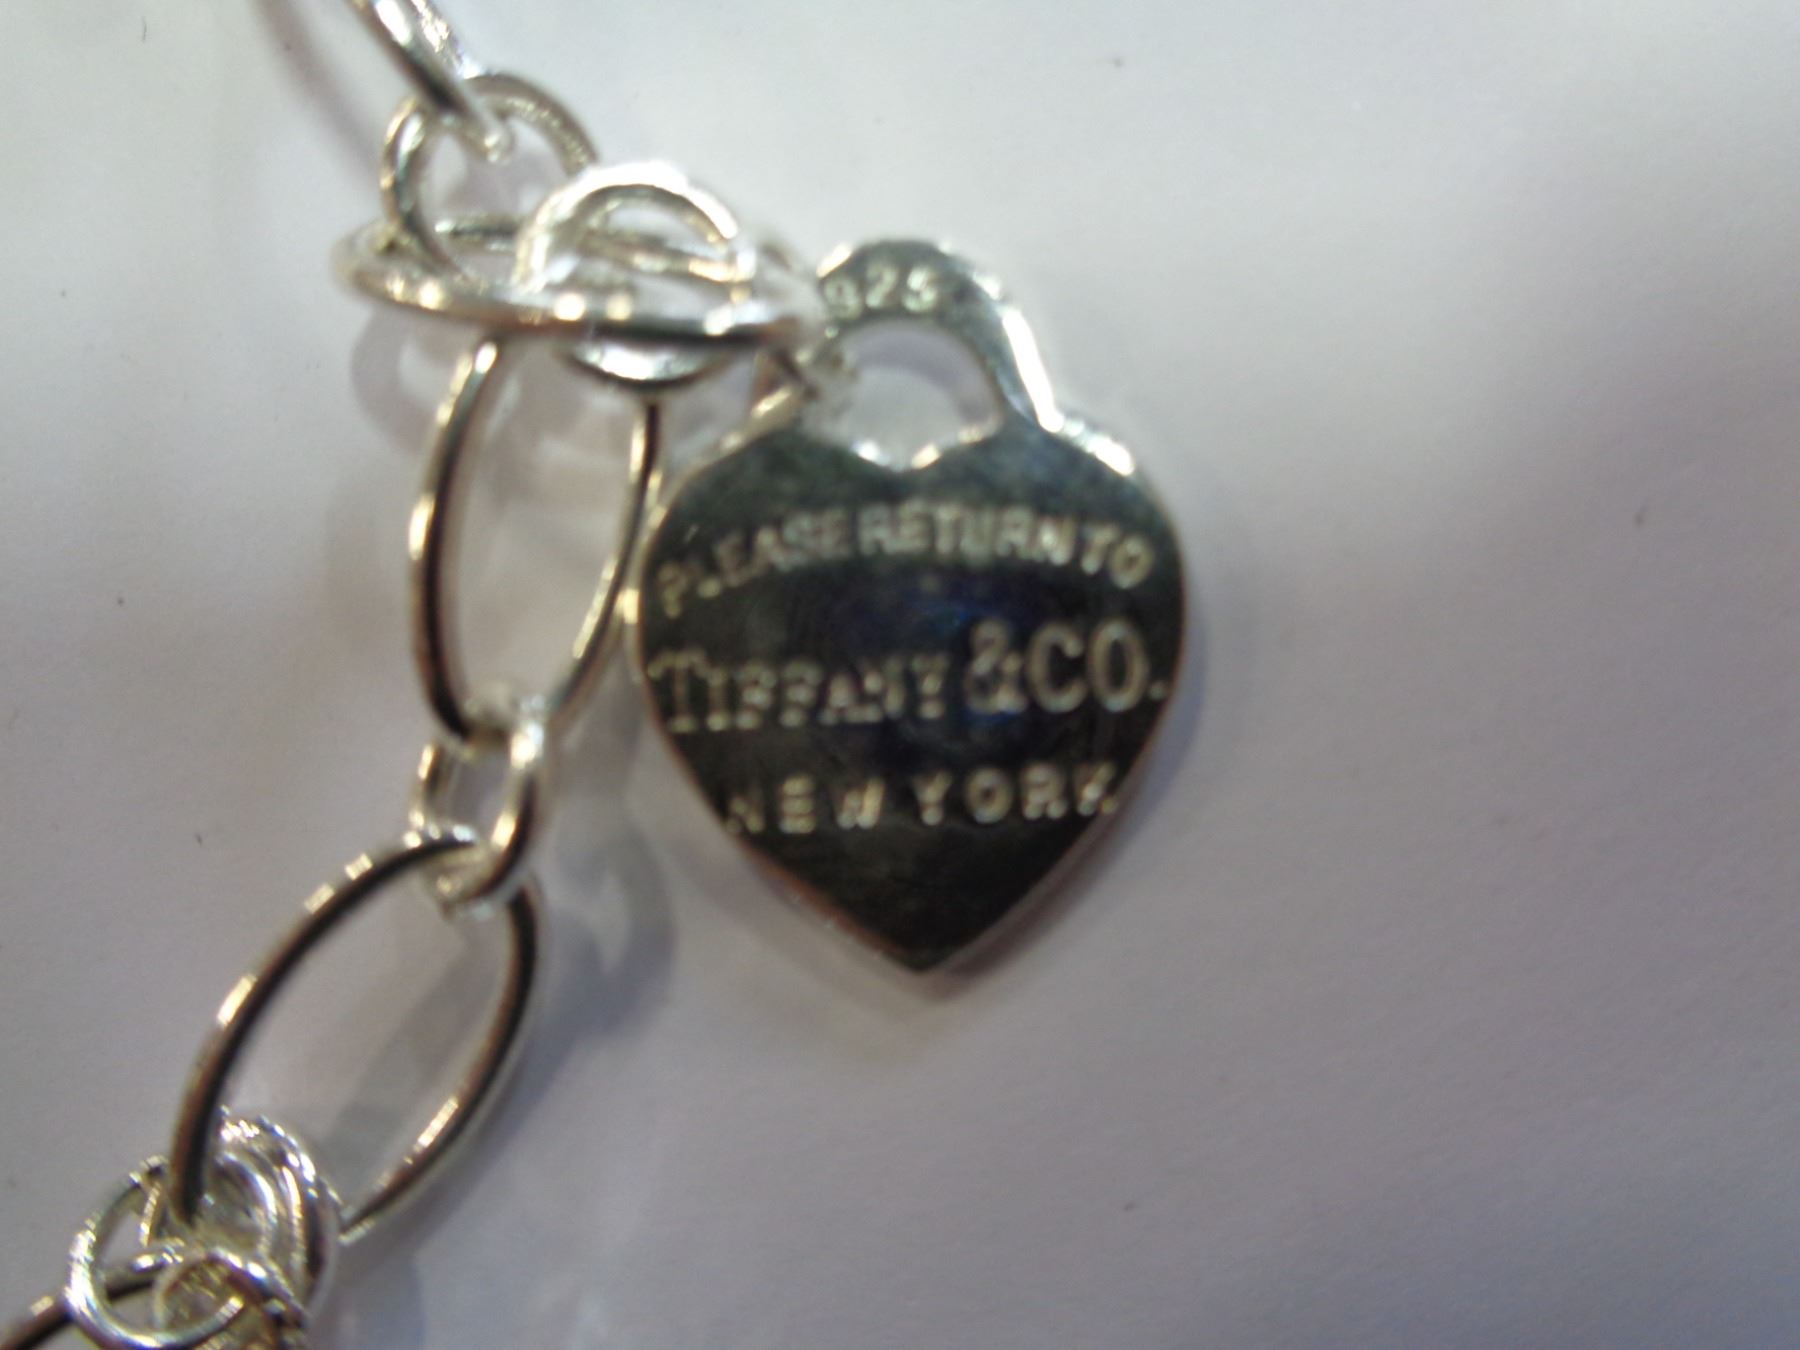 925
PLEASE RETURN TO
TIFFANY & CO.
NEW YORK